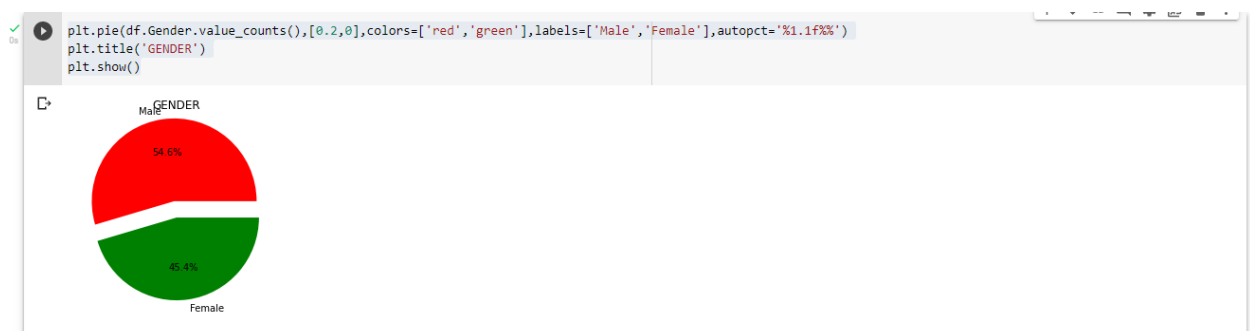 plt.pie(df.Gender.value_counts(),[0.2,0],colors=['red','green'],labels=['Male','Female'],autopct='%1.1f%%')
plt.title('GENDER')
plt.show()
0s
GENDER
Male
54.6%
45.4%
Female